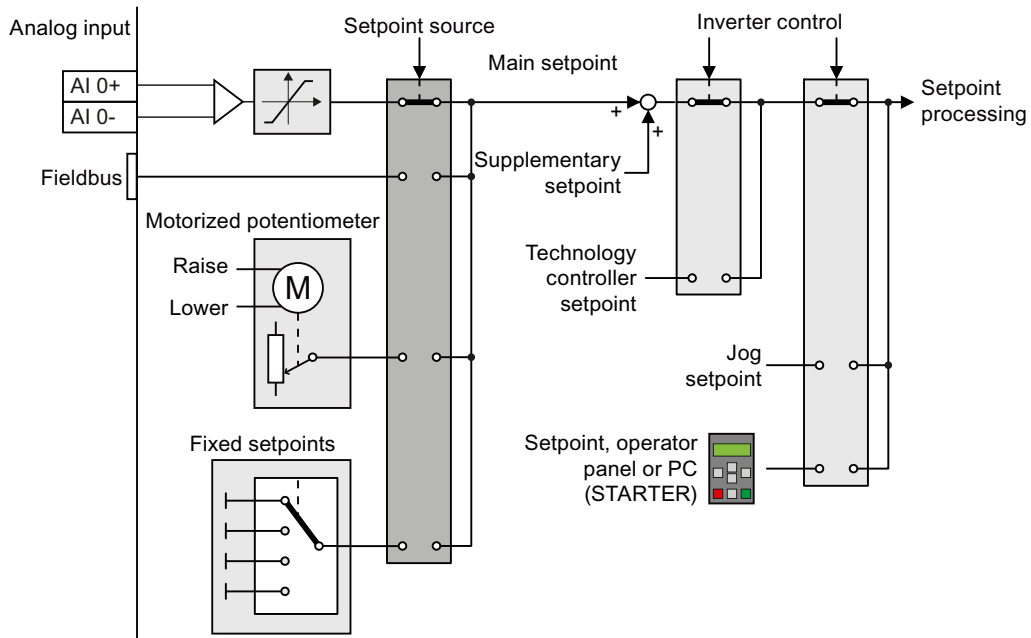 Analog input
Setpoint source
Inverter control
AI 0+
AI 0-
Main setpoint
+
+
Setpoint
processing
Fieldbus
Supplementary
setpoint
Motorized potentiometer
Raise
Lower
M
Technology
controller
setpoint
Jog
setpoint
Fixed setpoints
Setpoint, operator
panel or PC
(STARTER)